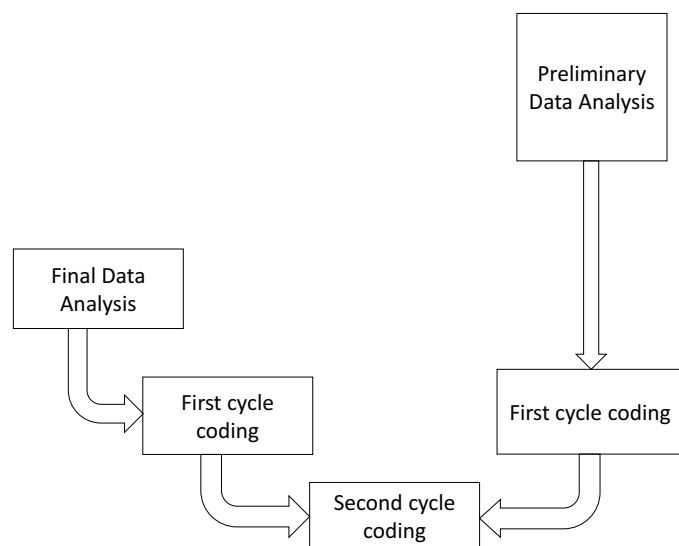 Preliminary
Data Analysis
Final Data
Analysis
First cycle
coding
First cycle coding
Second cycle
coding